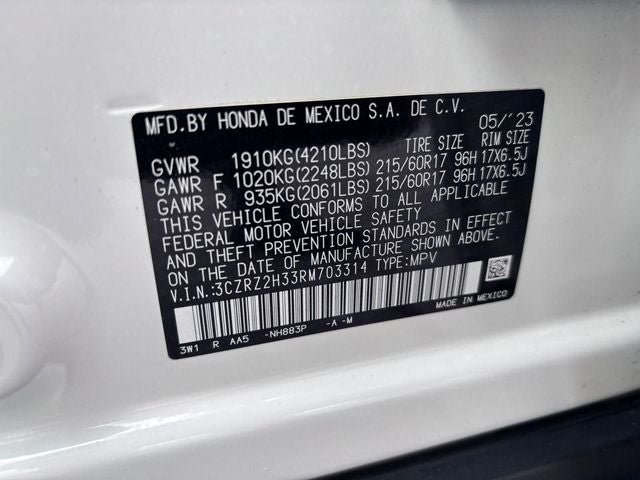 MFD.BY HONDA DE MEXICO S.A. DE C.V. 05/'23
TIRE SIZE RIM SIZE
GVWR 1910KG(4210LBS)
GAWR F 1020KG(2248LBS) 215/60R17 96H 17X6.5J
GAWR R 935KG(2061LBS) 215/60R17 96H 17X6.5J
THIS VEHICLE CONFORMS TO ALL APPLICABLE
FEDERAL MOTOR VEHICLE SAFETY
AND THEFT PREVENTION STANDARDS IN EFFECT
ON THE DATE OF MANUFACTURE SHOWN ABOVE.
V.I.N.:3CZRZ2H33RM703314 TYPE:MPV
3W1 R AA5 -NH883P -A -M
MADE IN MEXICO